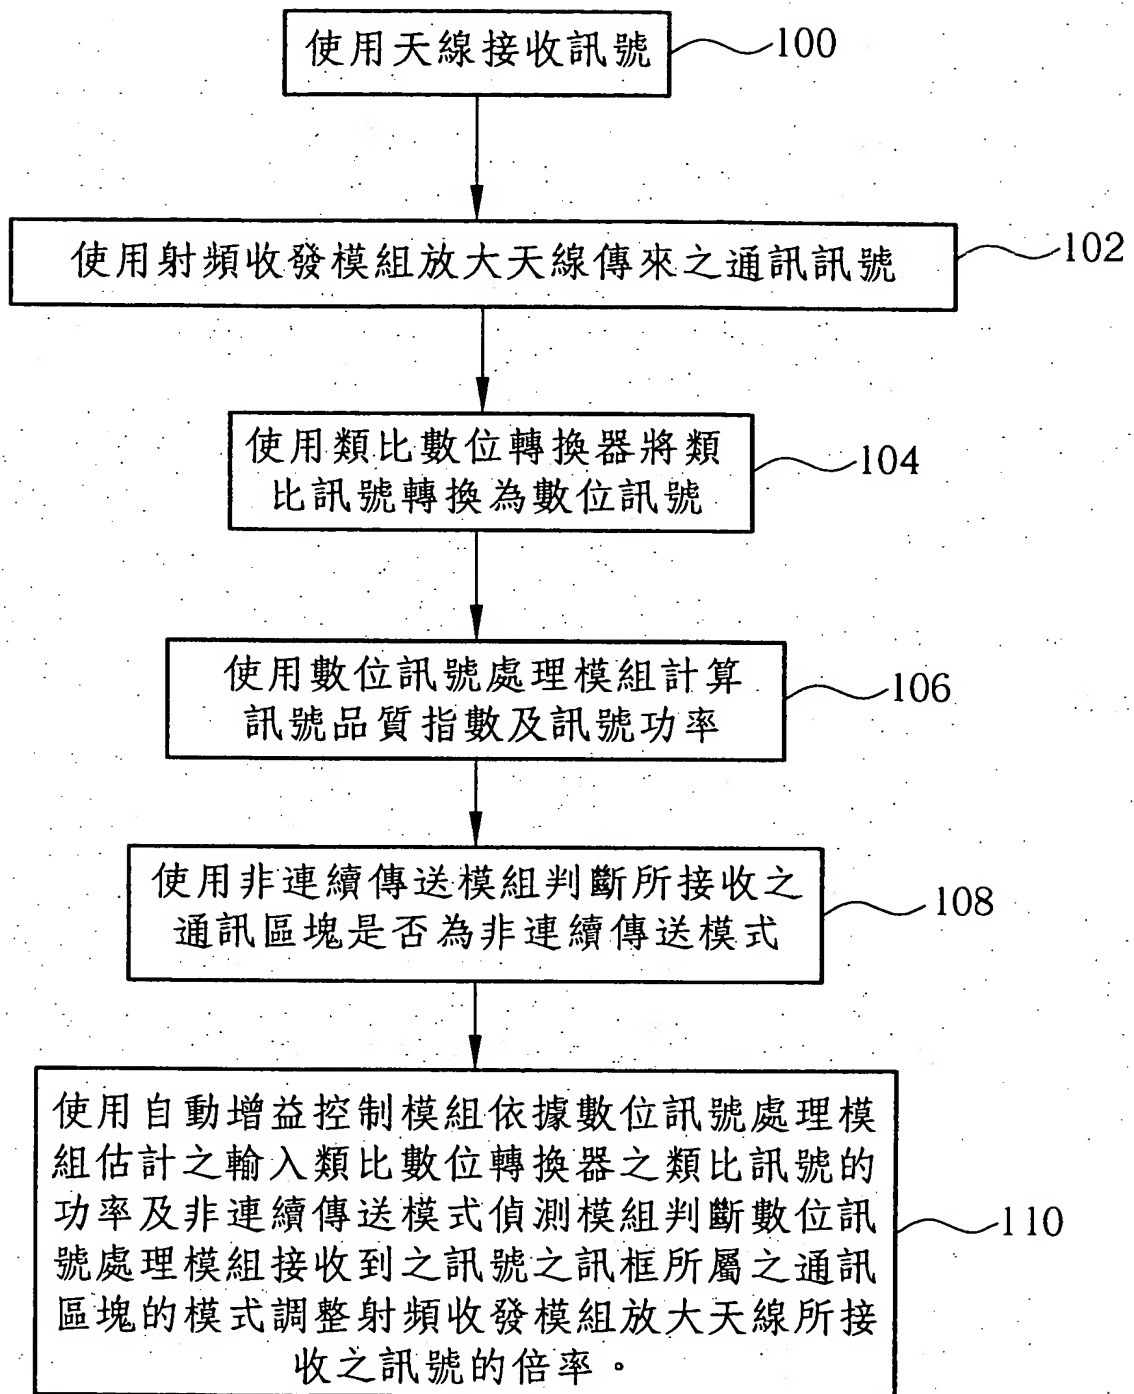 使用天線接收訊號
100
使用射頻收發模組放大天線傳來之通訊訊號
102
使用類比數位轉換器將類
比訊號轉換為數位訊號
104
使用數位訊號處理模組計算
訊號品質指數及訊號功率
106
使用非連續傳送模組判斷所接收之
通訊區塊是否為非連續傳送模式
108
使用自動增益控制模組依據數位訊號處理模
組估計之輸入類比數位轉換器之類比訊號的
功率及非連續傳送模式偵測模組判斷數位訊
號處理模組接收到之訊號之訊框所屬之通訊
區塊的模式調整射頻收發模組放大天線所接
收之訊號的倍率。
110